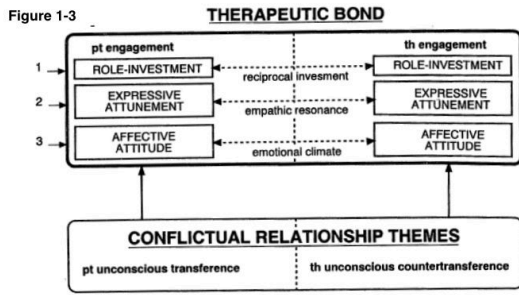 Figure 1-3
THERAPEUTIC BOND
pt engagement
th engagement
1
ROLE-INVESTMENT
reciprocal invesment
ROLE-INVESTMENT
2
EXPRESSIVE
ATTUNEMENT
empathic resonance
EXPRESSIVE
ATTUNEMENT
3
AFFECTIVE
ATTITUDE
emotional climate
AFFECTIVE
ATTITUDE
CONFLICTUAL RELATIONSHIP THEMES
pt unconscious transference
th unconscious countertransference